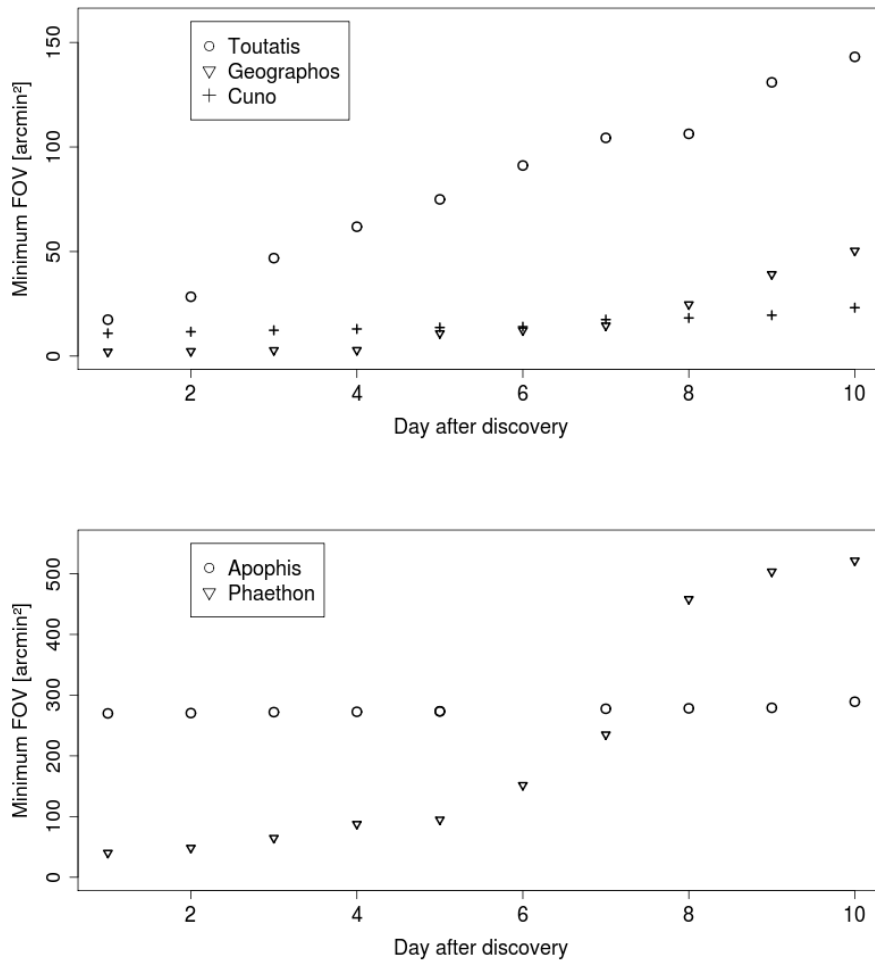 150
100
50
0
Minimum FOV [arcmin²]
Toutatis
Geographos
Cuno
2 4 6 8 10
Day after discovery
500
400
300
200
100
0
Minimum FOV [arcmin²]
Apophis
Phaethon
2 4 6 8 10
Day after discovery